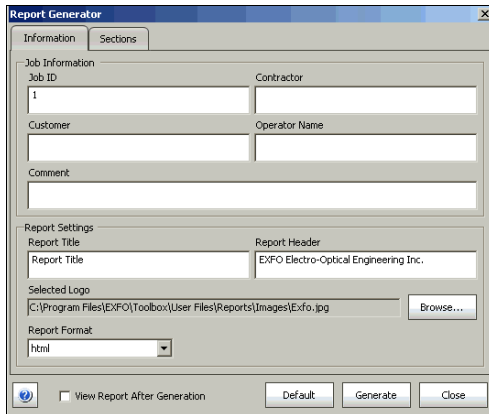 Report Generator
Information Sections
Job Information
Job ID Contractor
1
Customer Operator Name
Comment
Report Settings
Report Title Report Header
Report Title EXFO Electro-Optical Engineering Inc.
Selected Logo
C:\Program Files\EXFO\Toolbox\User Files\Reports\Images\Exfo.jpg Browse...
Report Format
html
? View Report After Generation Default Generate Close